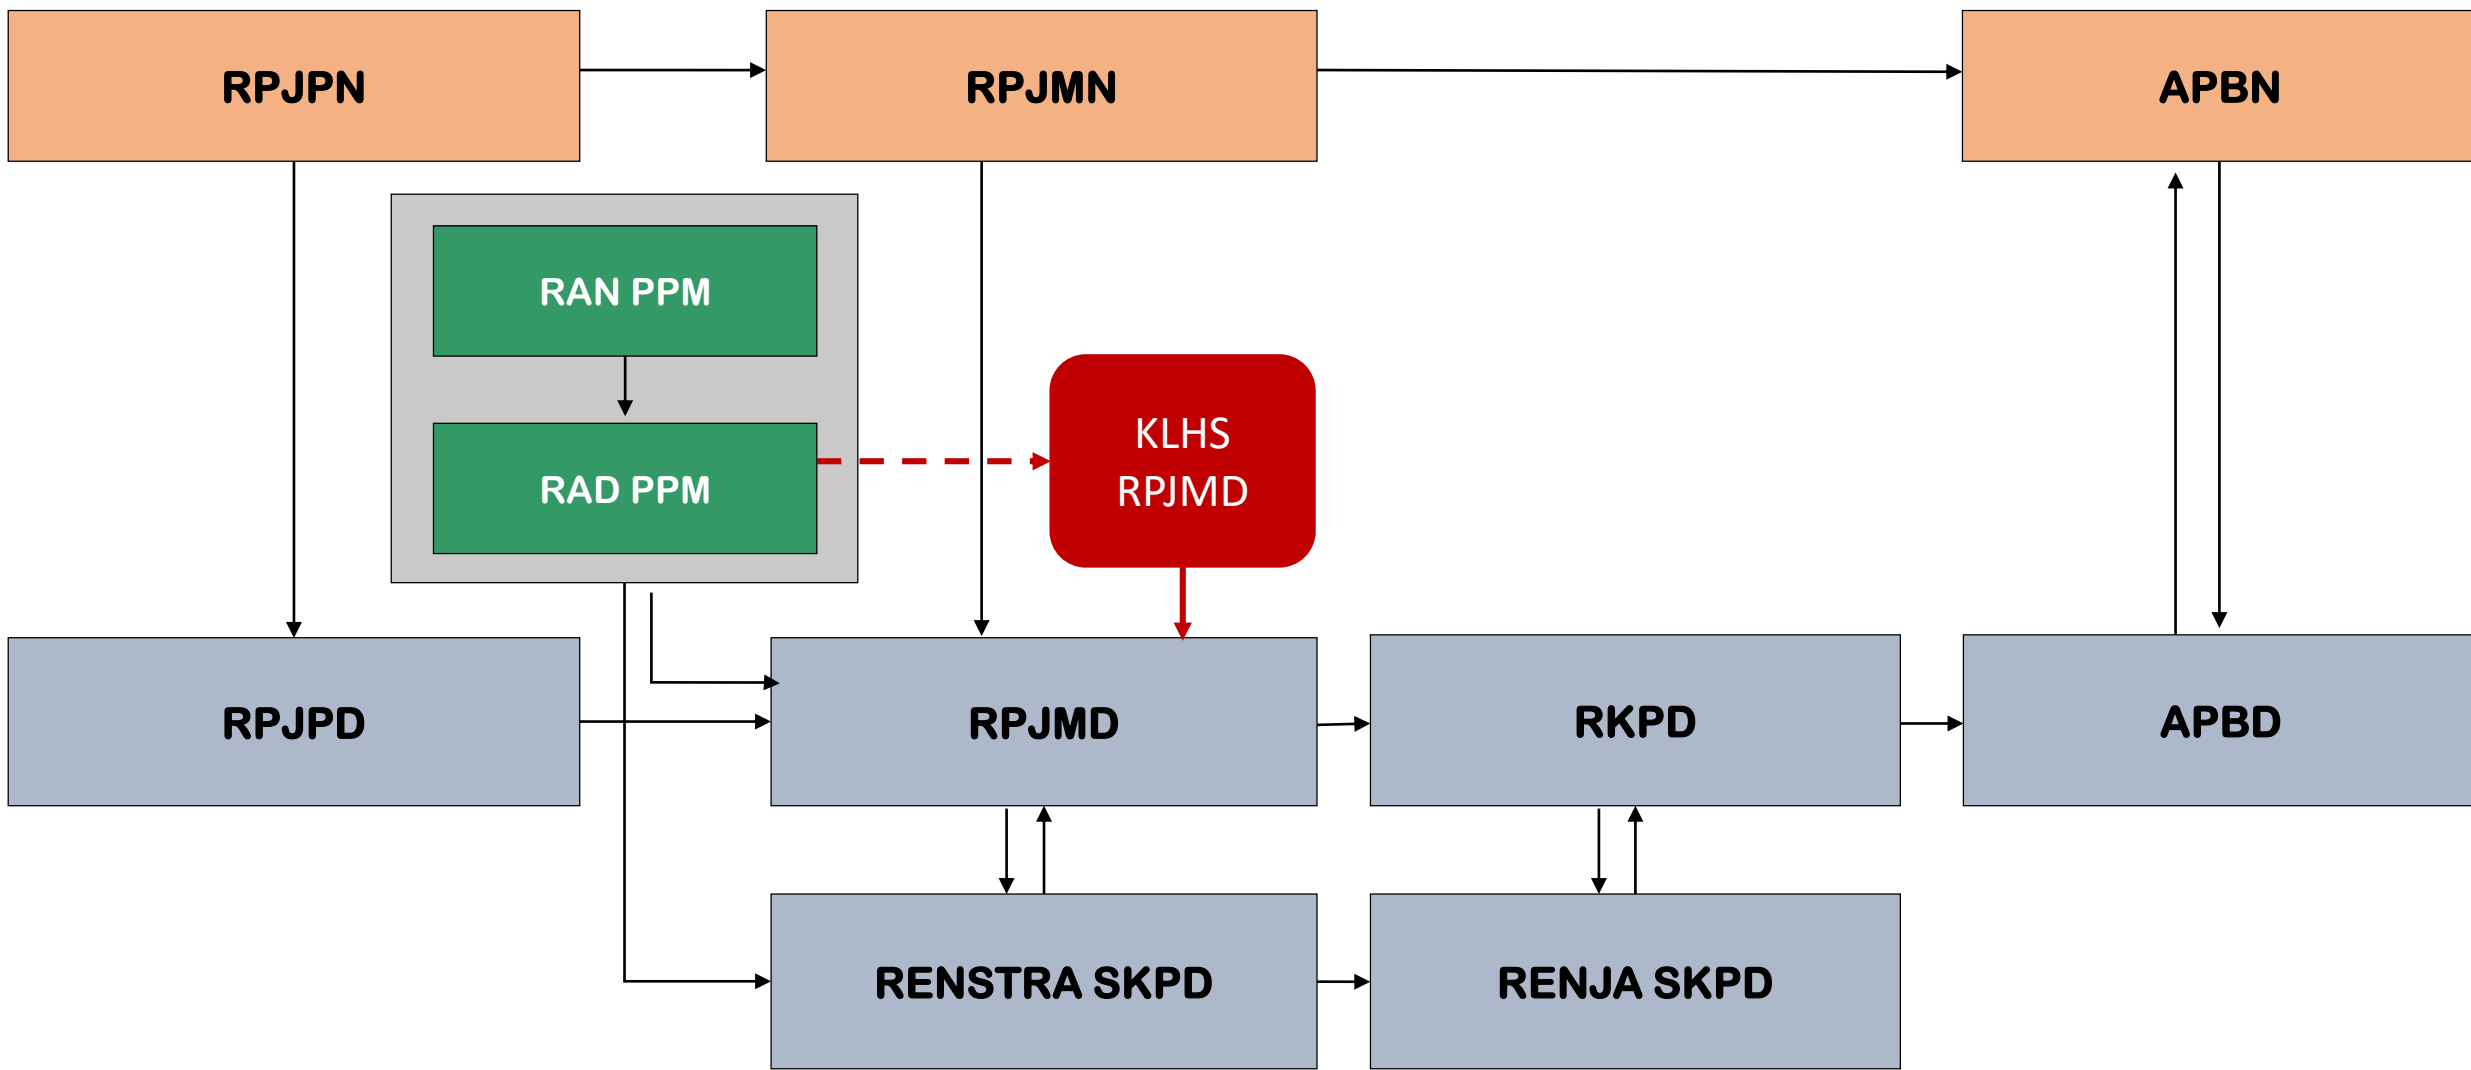 RPJPN
RPJMN
APBN
RAN PPM
RAD PPM
KLHS
RPJMD
RPJPD
RPJMD
RKPD
APBD
RENSTRA SKPD
RENJA SKPD